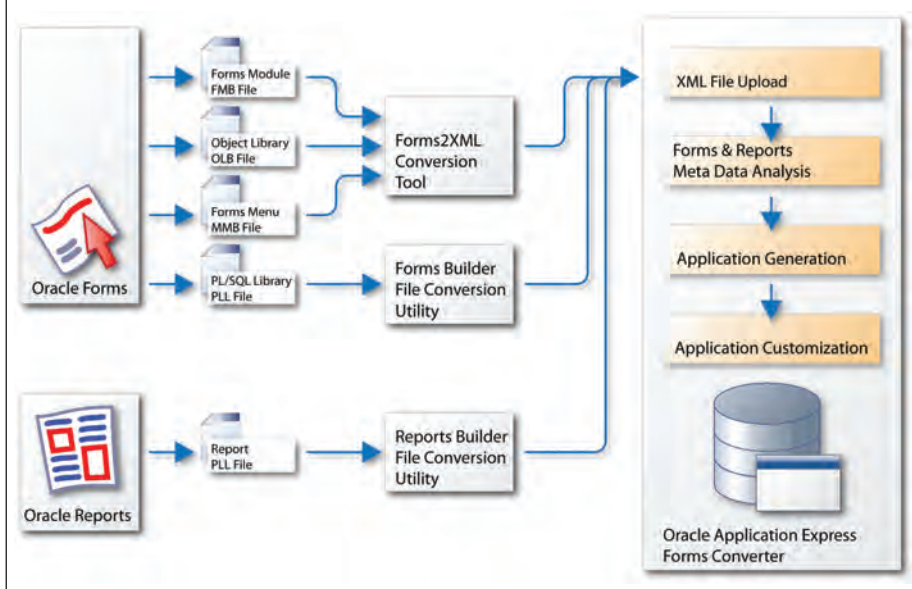 Oracle Forms
Forms Module
FMB File
Object Library
OLB File
Forms Menu
MMB File
PL/SQL Library
PLL File
Forms2XML
Conversion
Tool
Forms Builder
File Conversion
Utility
Oracle Reports
Report
PLL File
Reports Builder
File Conversion
Utility
XML File Upload
Forms & Reports
Meta Data Analysis
Application Generation
Application Customization
Oracle Application Express
Forms Converter